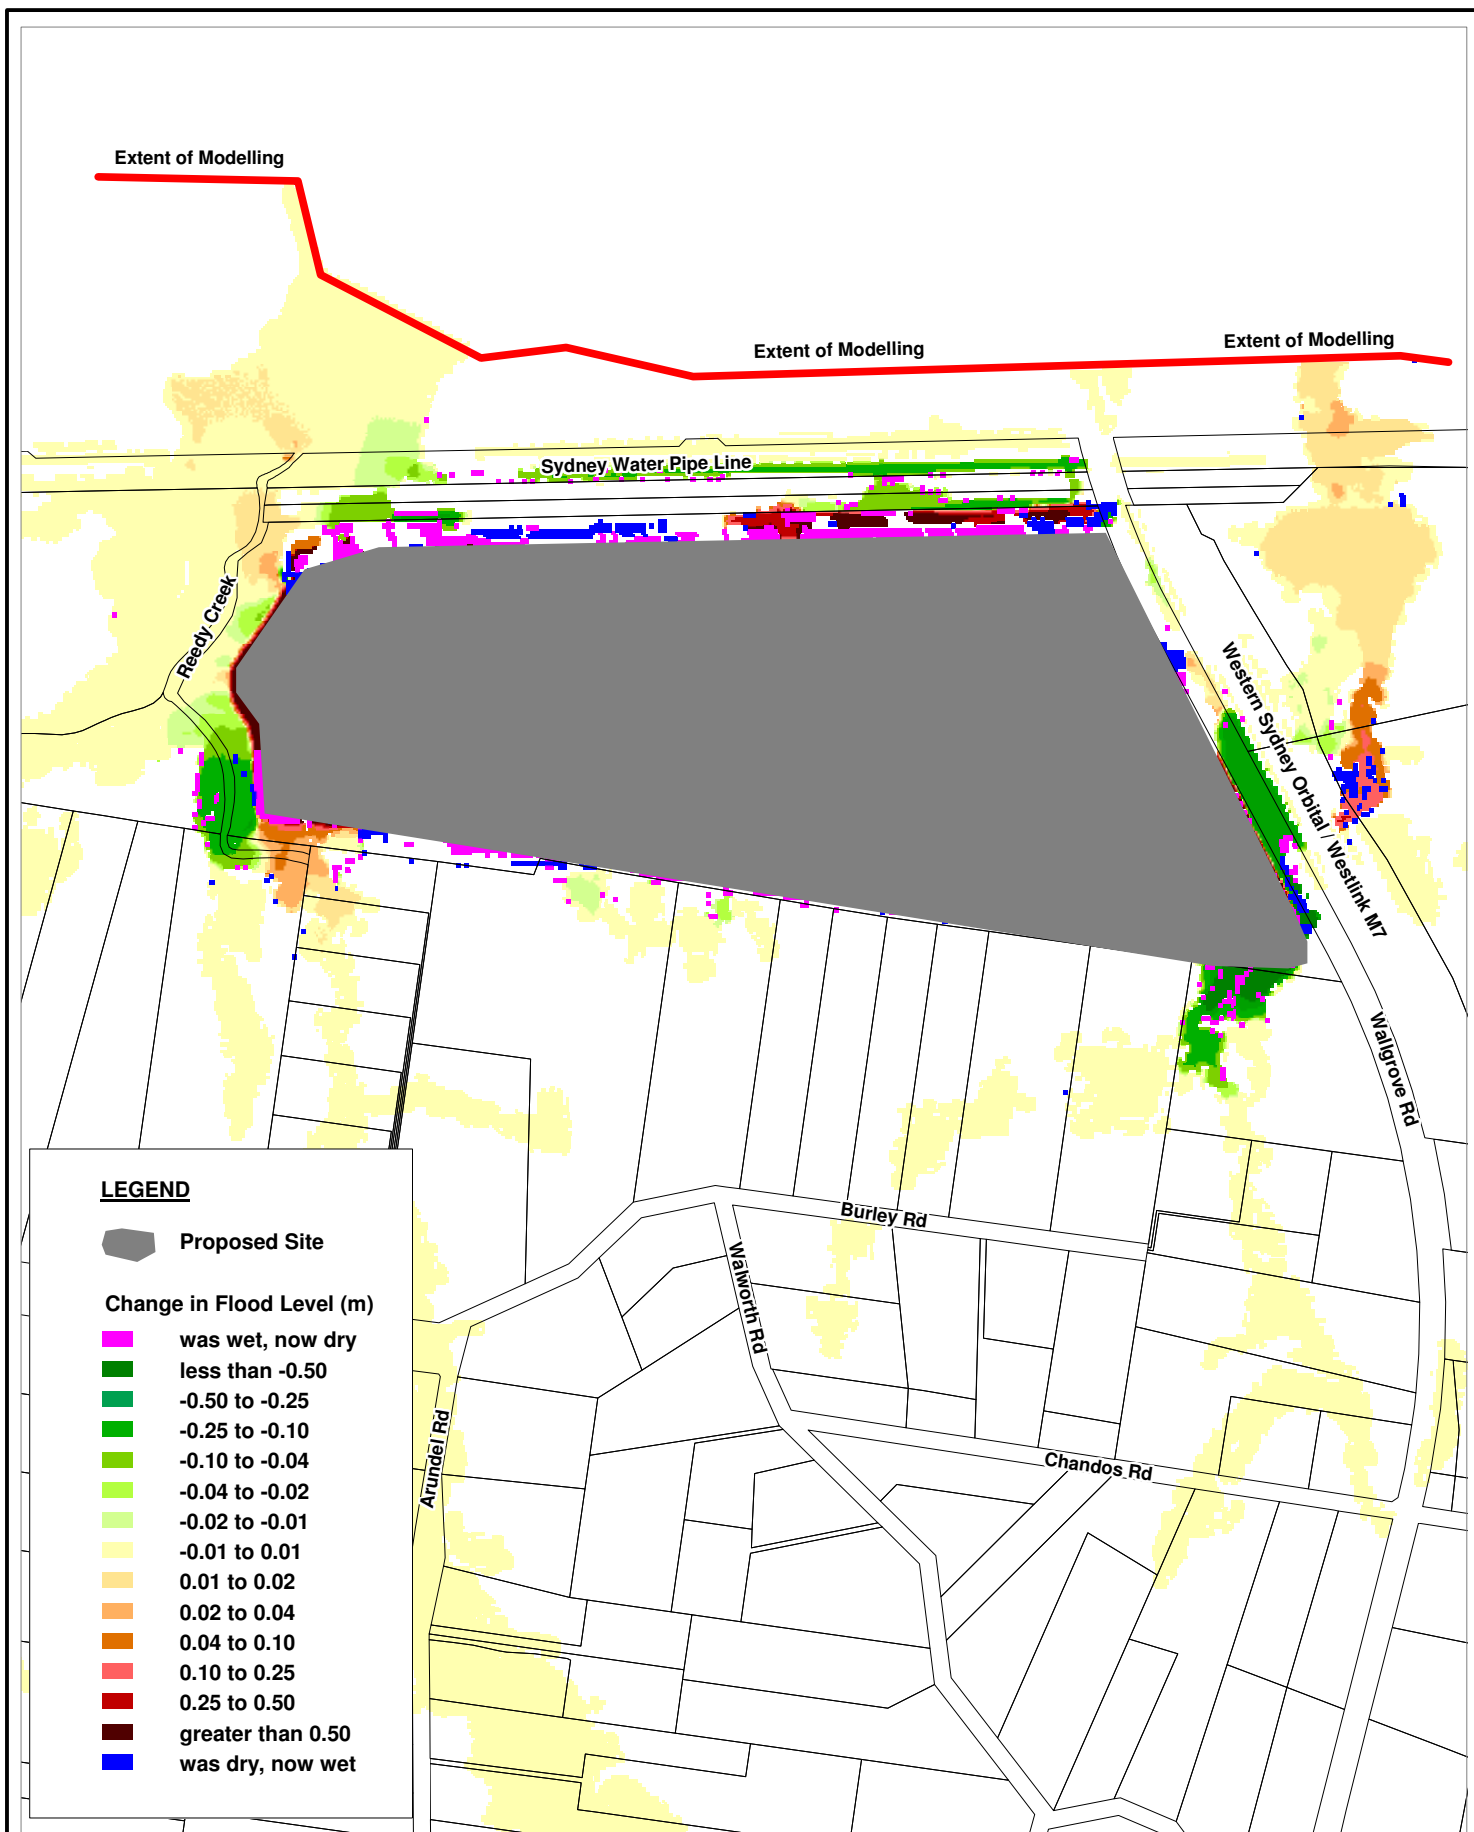 Extent of Modelling
Extent of Modelling
Extent of Modelling
Sydney Water Pipe Line
Reedy Creek
Western Sydney Orbital / Westlink M7
Wallgrove Rd
Burley Rd
Walworth Rd
Arundel Rd
Chandos Rd
LEGEND
Proposed Site
Change in Flood Level (m)
was wet, now dry
less than -0.50
-0.50 to -0.25
-0.25 to -0.10
-0.10 to -0.04
-0.04 to -0.02
-0.02 to -0.01
-0.01 to 0.01
0.01 to 0.02
0.02 to 0.04
0.04 to 0.10
0.10 to 0.25
0.25 to 0.50
greater than 0.50
was dry, now wet